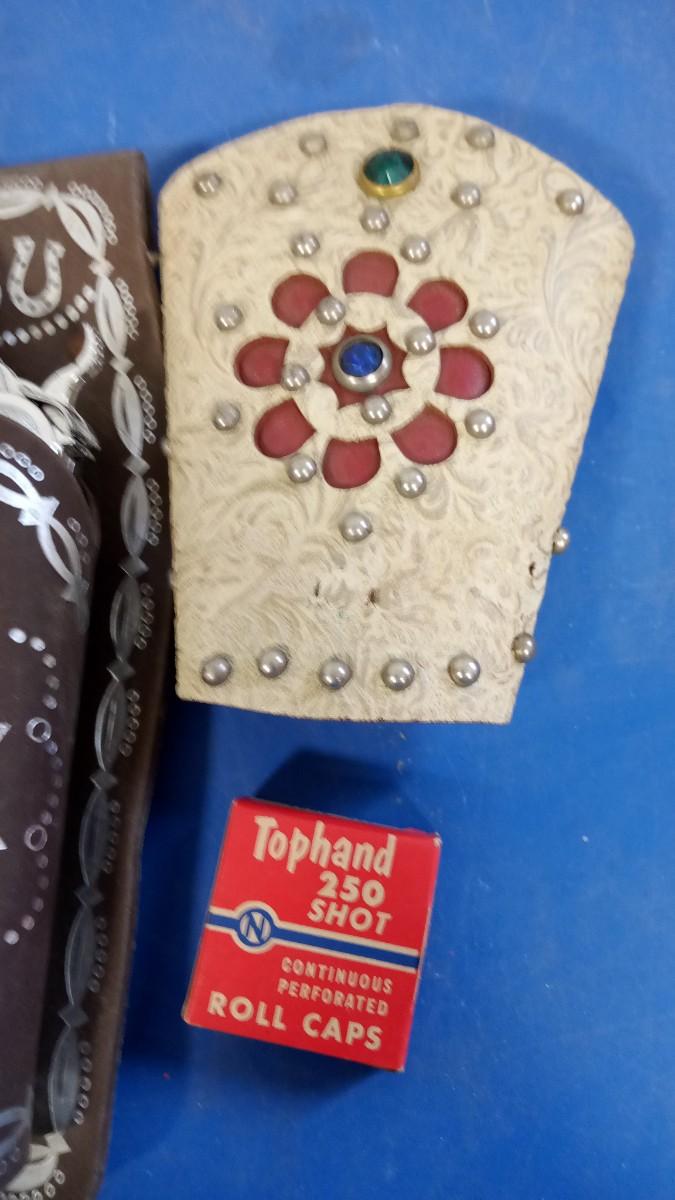 Tophand
250
SHOT
N
CONTINUOUS
PERFORATED
ROLL CAPS